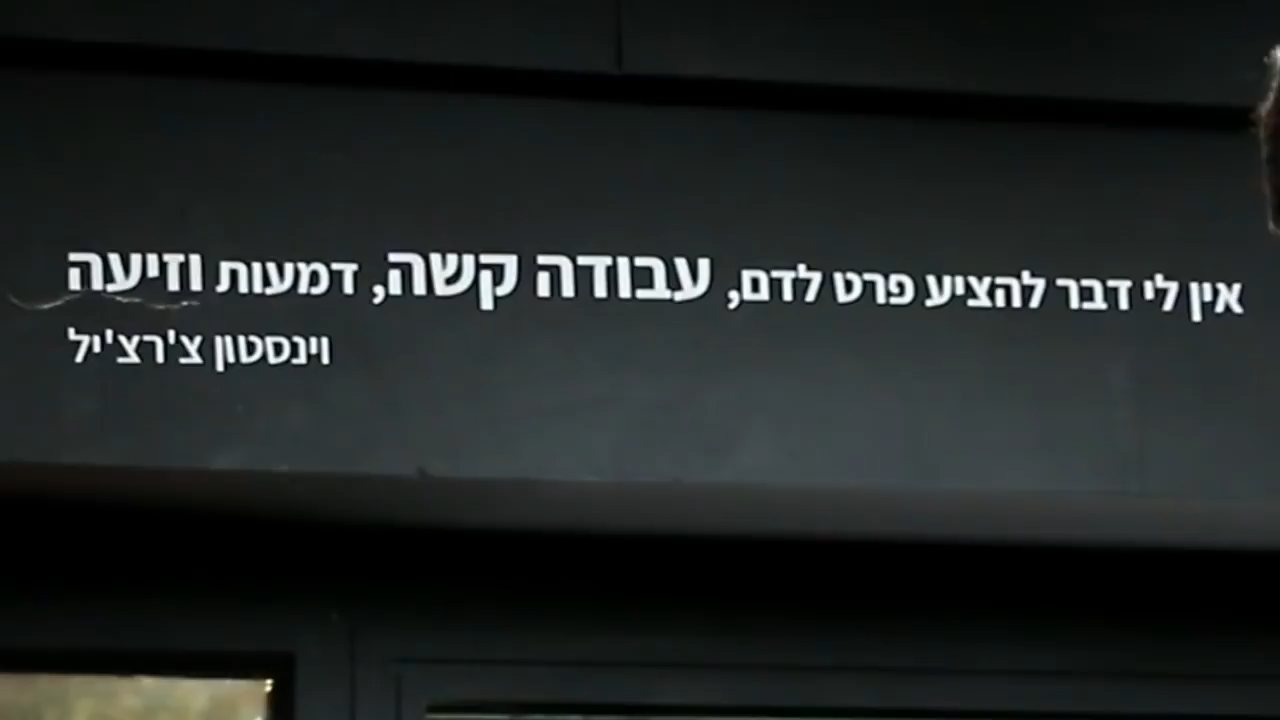 אין לי דבר להציע פרט לדם, עבודה קשה, דמעות וזיעה
וינסטון צ'רצ'יל